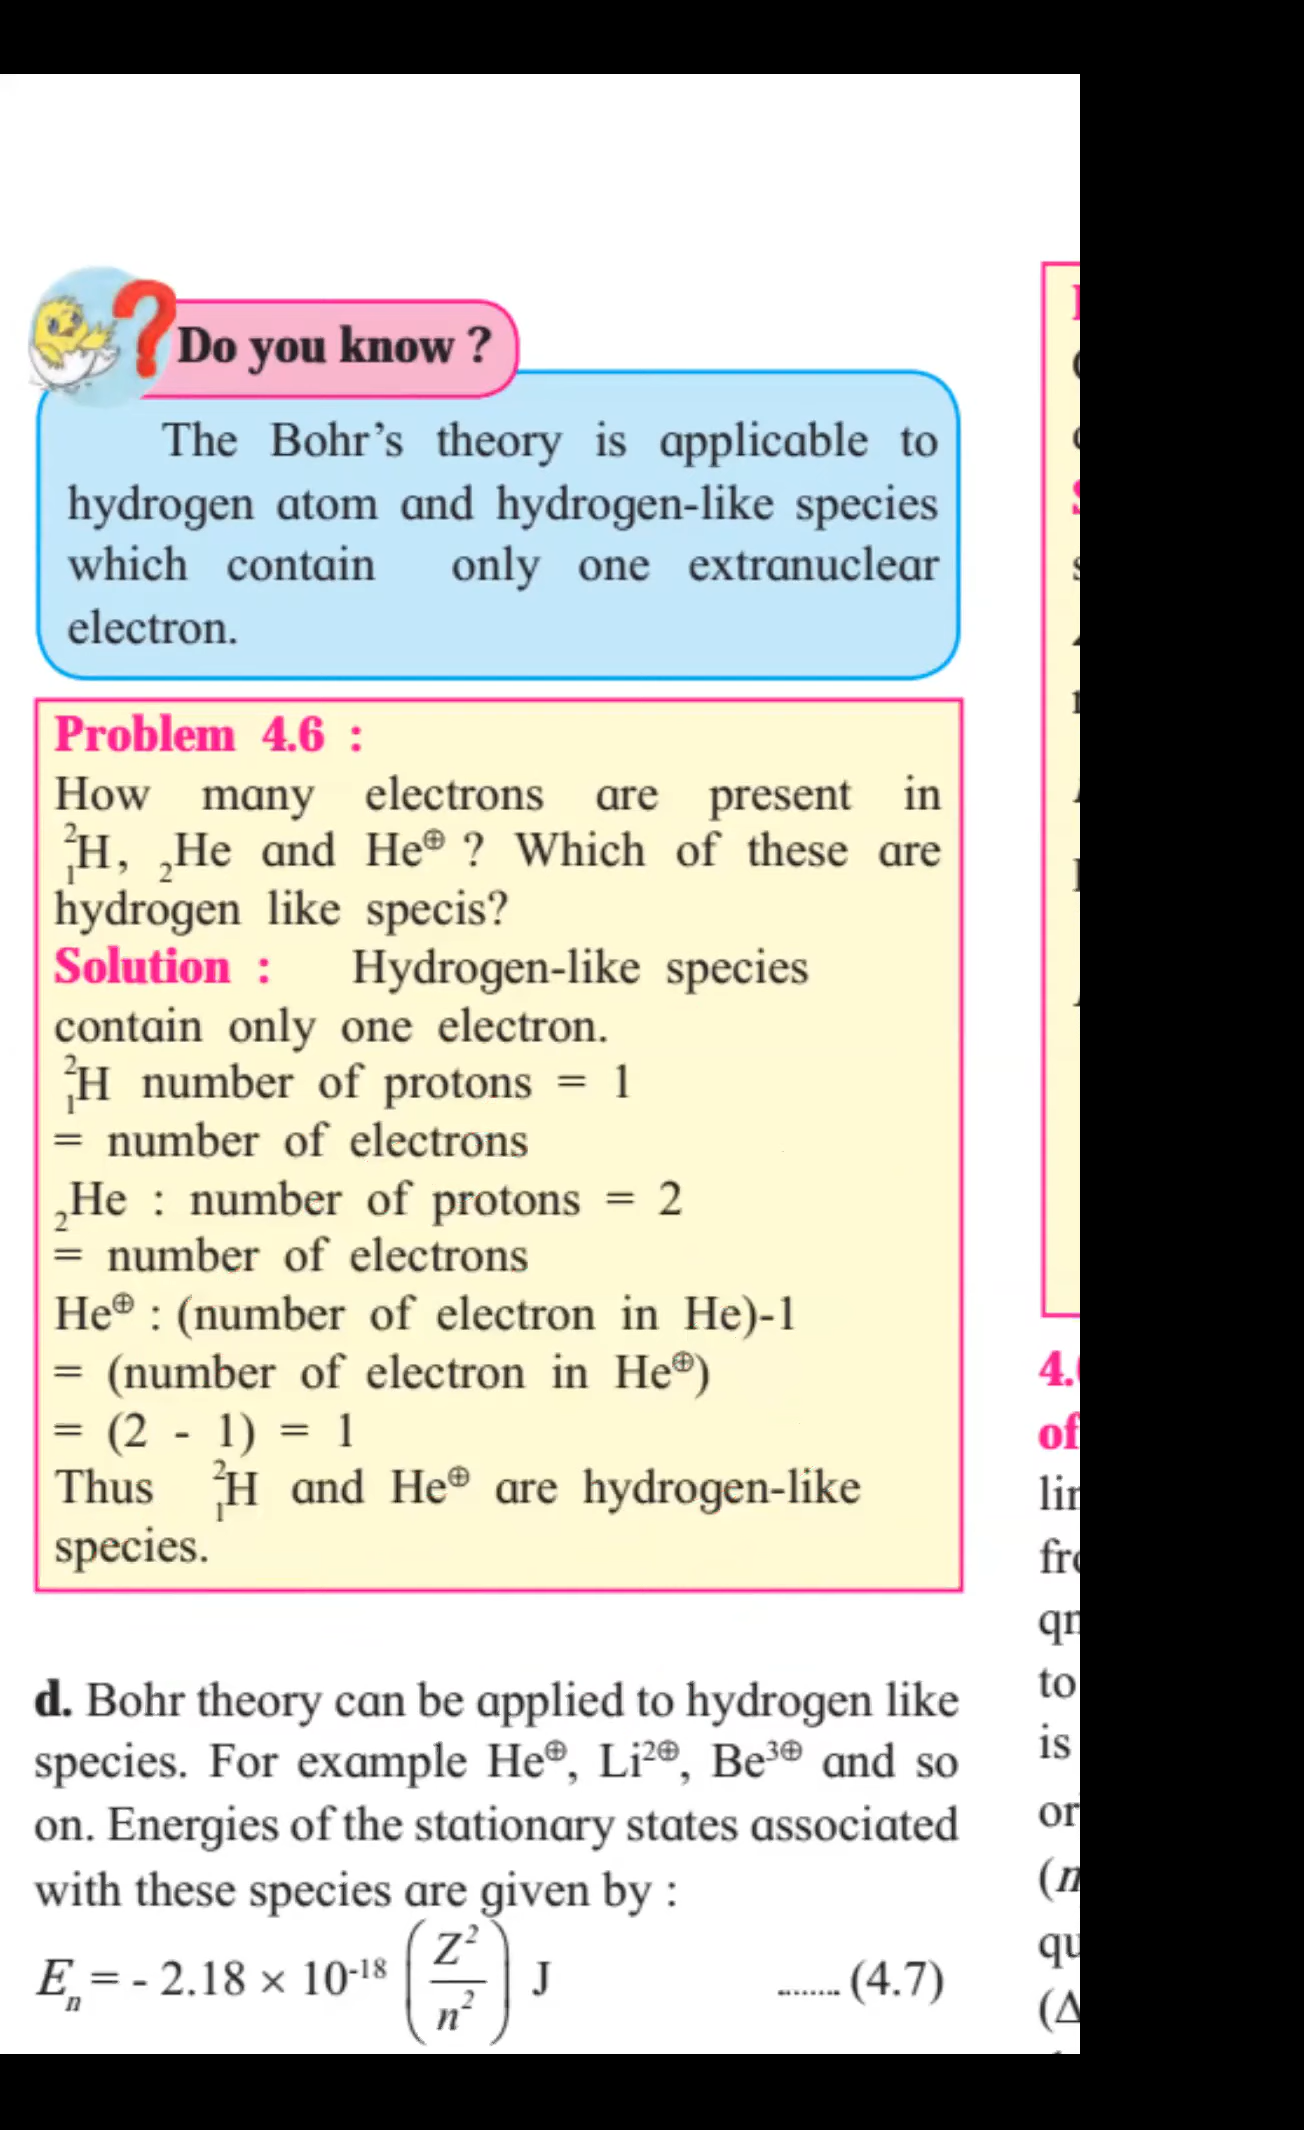 Do you know ?
The Bohr's theory is applicable to
hydrogen atom and hydrogen-like species
which contain only one extranuclear
electron.
Problem 4.6 :
How many electrons are present in
²₁H, ₂He and He⊕ ? Which of these are
hydrogen like specis?
Solution : Hydrogen-like species
contain only one electron.
²₁H number of protons = 1
= number of electrons
₂He : number of protons = 2
= number of electrons
He⊕ : (number of electron in He)-1
= (number of electron in He⊕)
= (2 - 1) = 1
Thus ²₁H and He⊕ are hydrogen-like
species.
d. Bohr theory can be applied to hydrogen like
species. For example He⊕, Li²⊕, Be³⊕ and so
on. Energies of the stationary states associated
with these species are given by :
Eₙ = - 2.18 × 10⁻¹⁸ (Z²/n²) J ........ (4.7)
4.
of
to
is
or